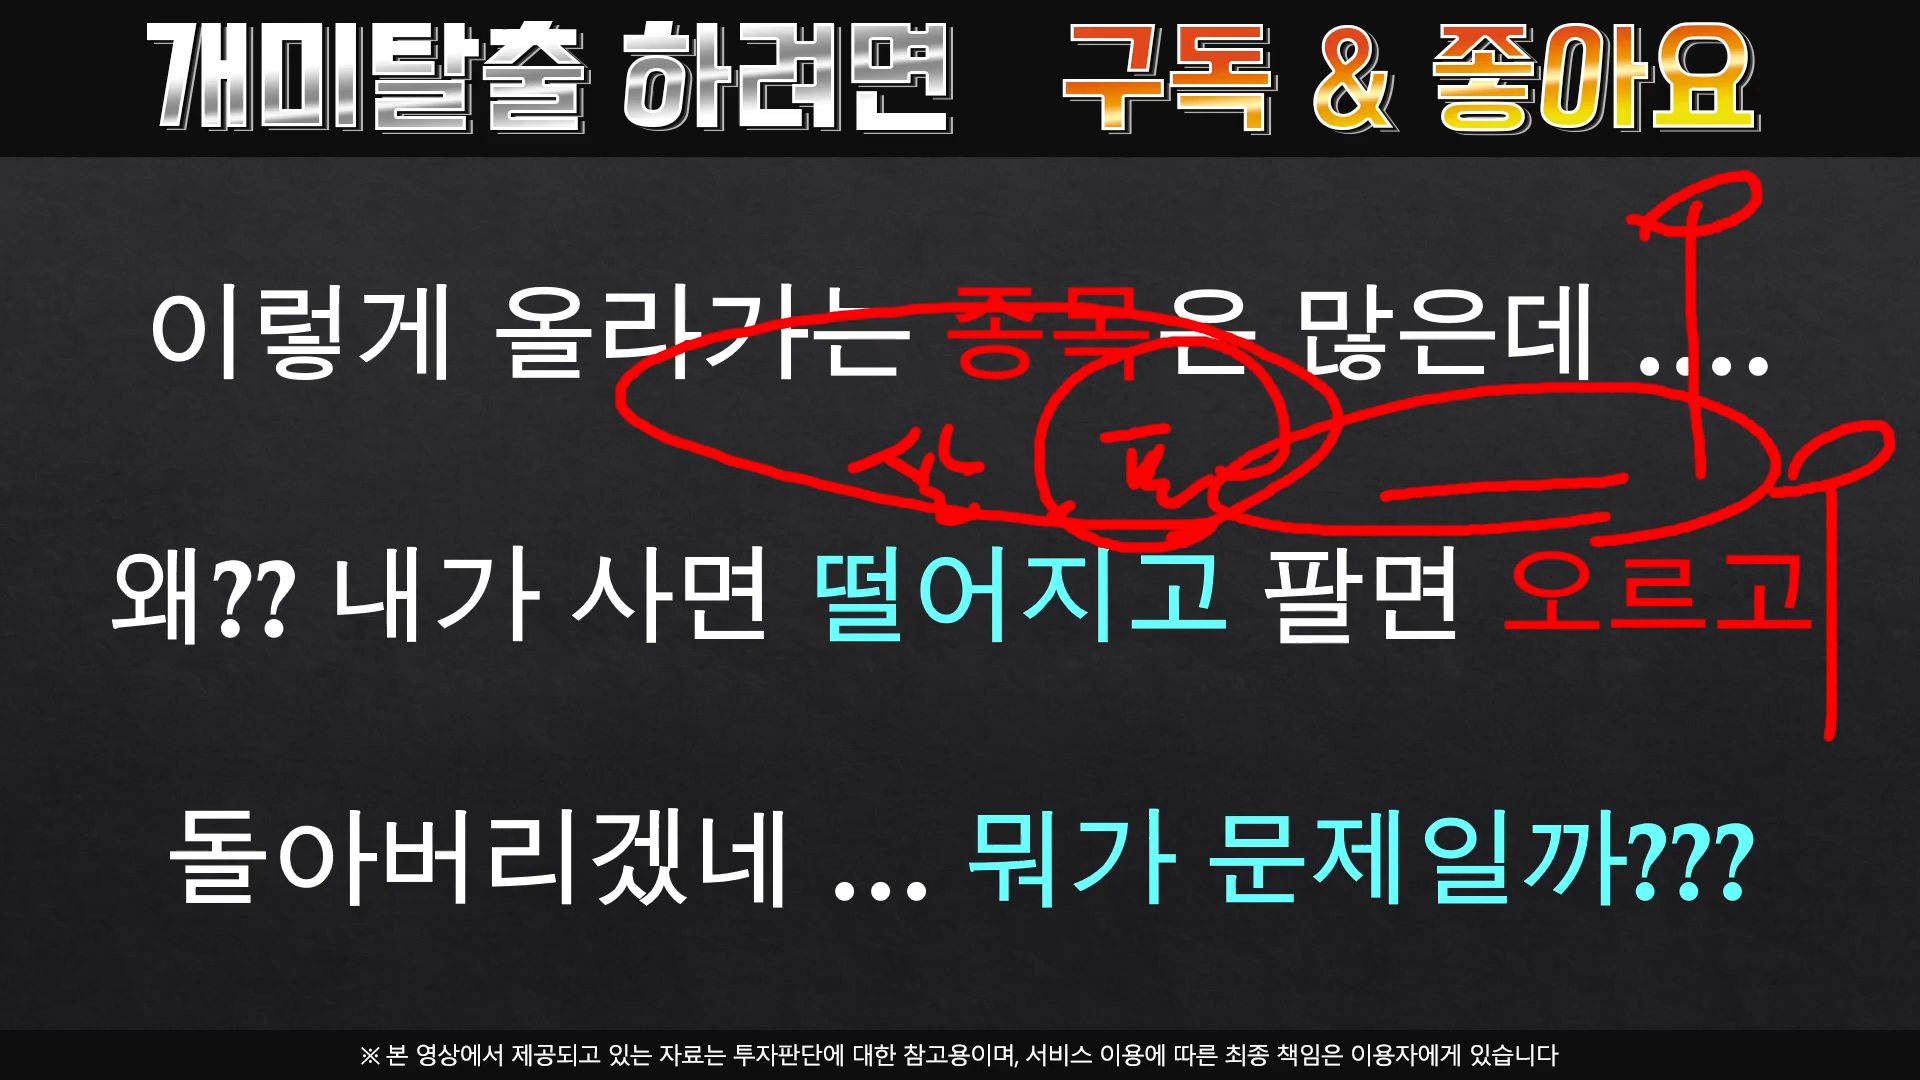 개미탈출 하려면 구독 & 좋아요
이렇게 올라가는 종목은 많은데 ....
왜?? 내가 사면 떨어지고 팔면 오르고
돌아버리겠네 ... 뭐가 문제일까???
※ 본 영상에서 제공되고 있는 자료는 투자판단에 대한 참고용이며, 서비스 이용에 따른 최종 책임은 이용자에게 있습니다